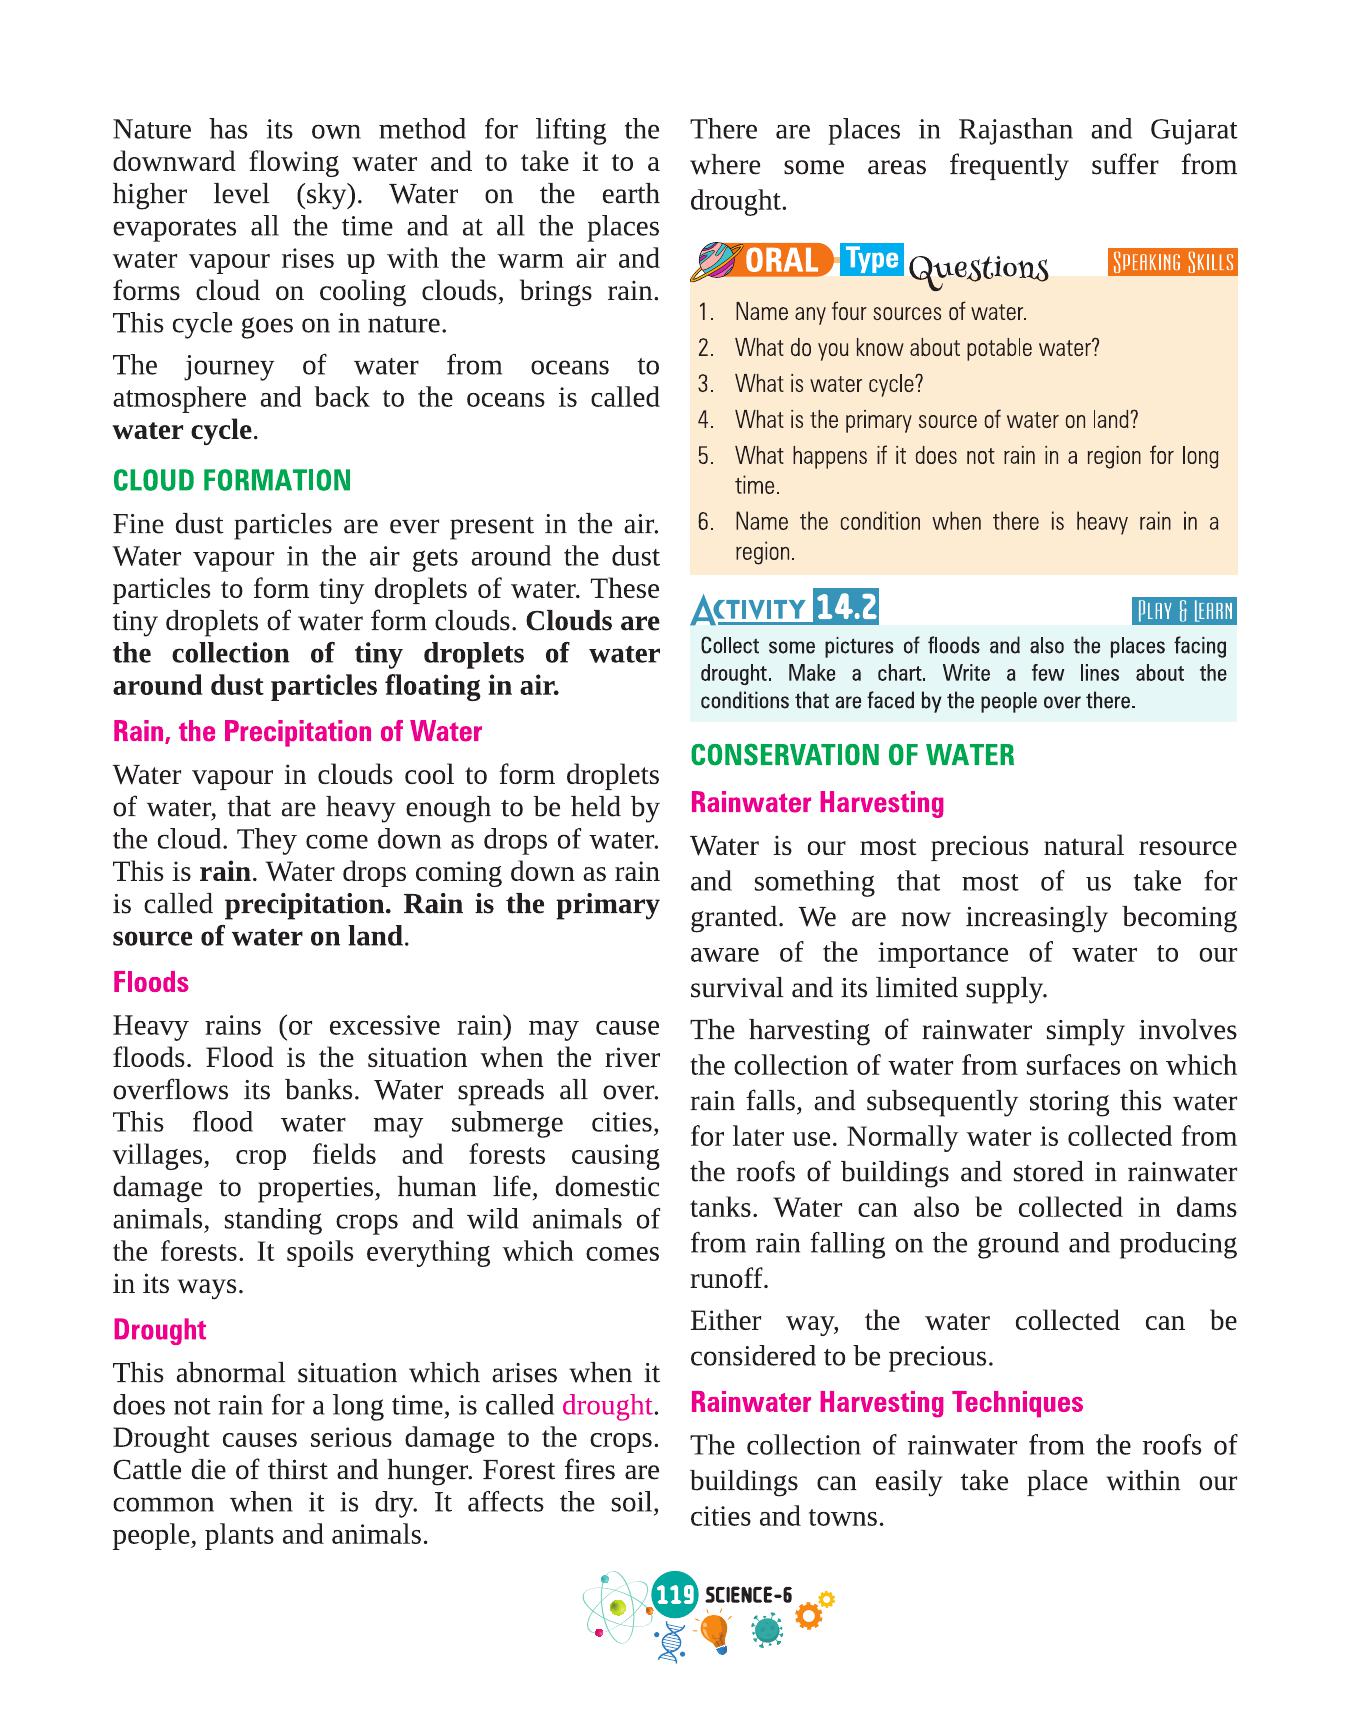 Nature has its own method for lifting the
downward flowing water and to take it to a
higher level (sky). Water on the earth
evaporates all the time and at all the places
water vapour rises up with the warm air and
forms cloud on cooling clouds, brings rain.
This cycle goes on in nature.
The journey of water from oceans to
atmosphere and back to the oceans is called
water cycle.
CLOUD FORMATION
Fine dust particles are ever present in the air.
Water vapour in the air gets around the dust
particles to form tiny droplets of water. These
tiny droplets of water form clouds. Clouds are
the collection of tiny droplets of water
around dust particles floating in air.
Rain, the Precipitation of Water
Water vapour in clouds cool to form droplets
of water, that are heavy enough to be held by
the cloud. They come down as drops of water.
This is rain. Water drops coming down as rain
is called precipitation. Rain is the primary
source of water on land.
Floods
Heavy rains (or excessive rain) may cause
floods. Flood is the situation when the river
overflows its banks. Water spreads all over.
This flood water may submerge cities,
villages, crop fields and forests causing
damage to properties, human life, domestic
animals, standing crops and wild animals of
the forests. It spoils everything which comes
in its ways.
Drought
This abnormal situation which arises when it
does not rain for a long time, is called drought.
Drought causes serious damage to the crops.
Cattle die of thirst and hunger. Forest fires are
common when it is dry. It affects the soil,
people, plants and animals.
There are places in Rajasthan and Gujarat
where some areas frequently suffer from
drought.
ORAL Type Questions SPEAKING SKILLS
1. Name any four sources of water.
2. What do you know about potable water?
3. What is water cycle?
4. What is the primary source of water on land?
5. What happens if it does not rain in a region for long
time.
6. Name the condition when there is heavy rain in a
region.
ACTIVITY 14.2 PLAY & LEARN
Collect some pictures of floods and also the places facing
drought. Make a chart. Write a few lines about the
conditions that are faced by the people over there.
CONSERVATION OF WATER
Rainwater Harvesting
Water is our most precious natural resource
and something that most of us take for
granted. We are now increasingly becoming
aware of the importance of water to our
survival and its limited supply.
The harvesting of rainwater simply involves
the collection of water from surfaces on which
rain falls, and subsequently storing this water
for later use. Normally water is collected from
the roofs of buildings and stored in rainwater
tanks. Water can also be collected in dams
from rain falling on the ground and producing
runoff.
Either way, the water collected can be
considered to be precious.
Rainwater Harvesting Techniques
The collection of rainwater from the roofs of
buildings can easily take place within our
cities and towns.
119 SCIENCE-6